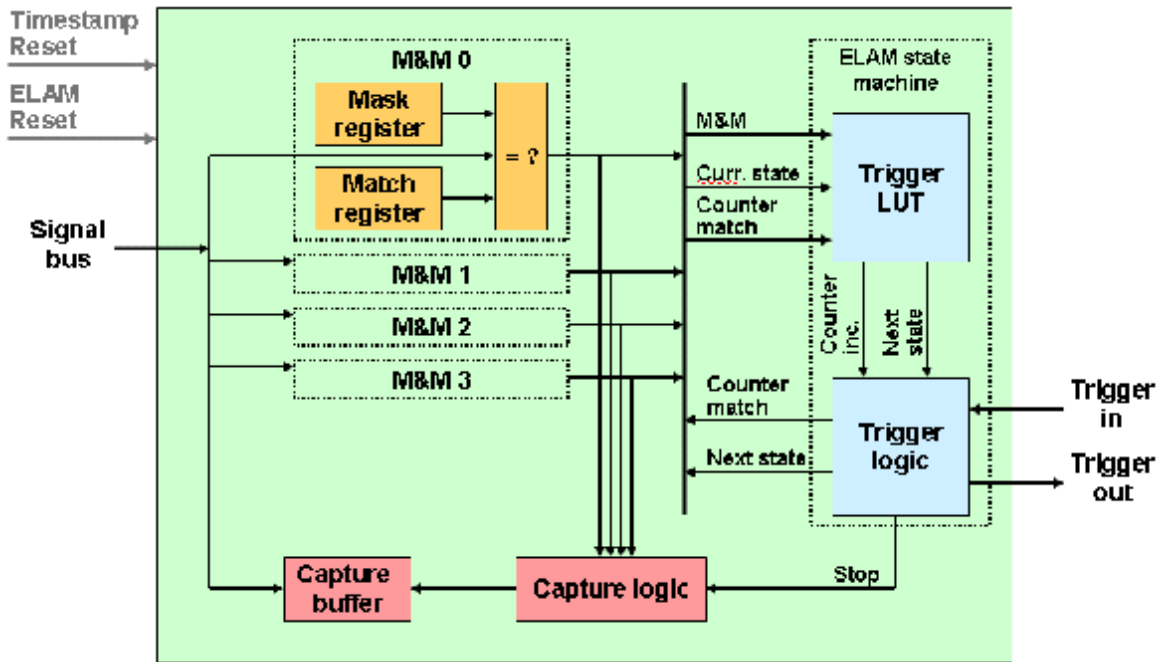 Timestamp
Reset
ELAM
Reset
Signal
bus
M&M 0
Mask
register
= ?
Match
register
M&M 1
M&M 2
M&M 3
M&M
Curr. state
Counter
match
ELAM state
machine
Trigger
LUT
Counter
inc.
Next
state
Counter
match
Next state
Trigger
logic
Trigger
in
Trigger
out
Capture
buffer
Capture logic
Stop